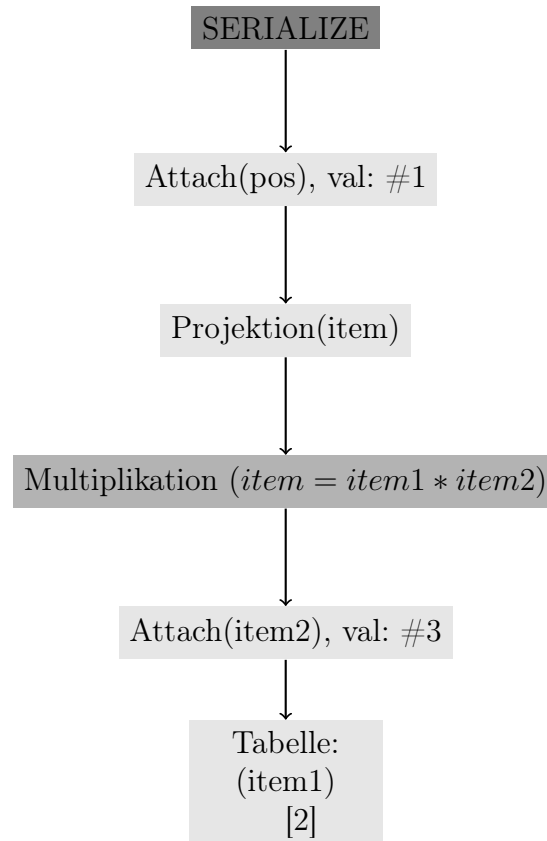 SERIALIZE
Attach(pos), val: #1
Projektion(item)
Multiplikation (item = item1 * item2)
Attach(item2), val: #3
Tabelle:
(item1)
[2]